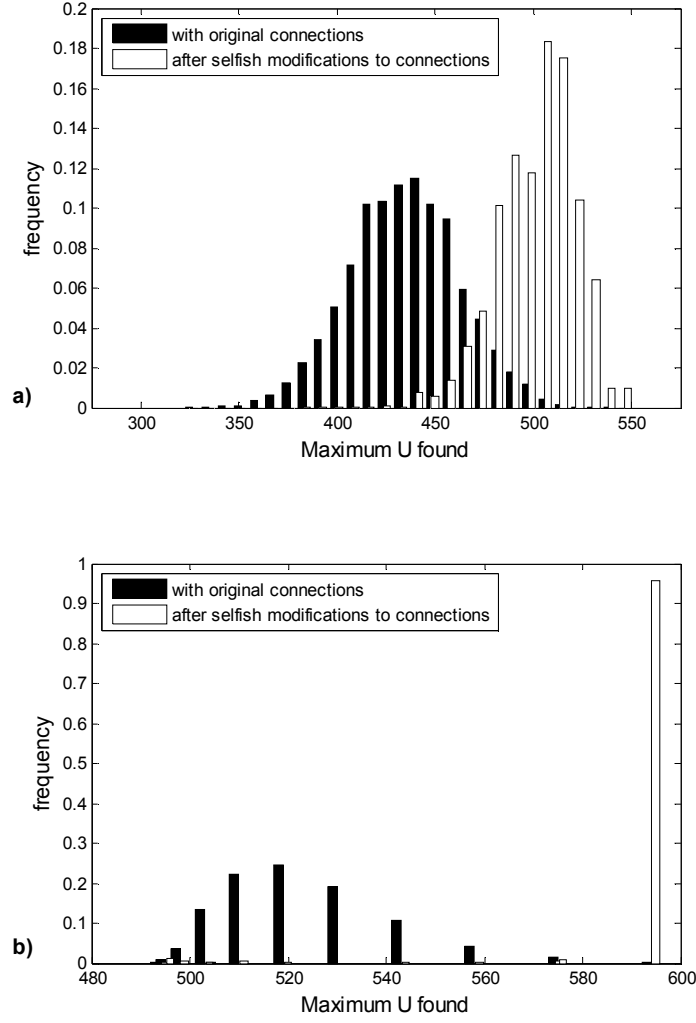 0.2
0.18
0.16
0.14
0.12
0.1
0.08
0.06
0.04
0.02
0
frequency
with original connections
after selfish modifications to connections
300 350 400 450 500 550
Maximum U found
a)
1
0.9
0.8
0.7
0.6
0.5
0.4
0.3
0.2
0.1
0
frequency
with original connections
after selfish modifications to connections
480 500 520 540 560 580 600
Maximum U found
b)